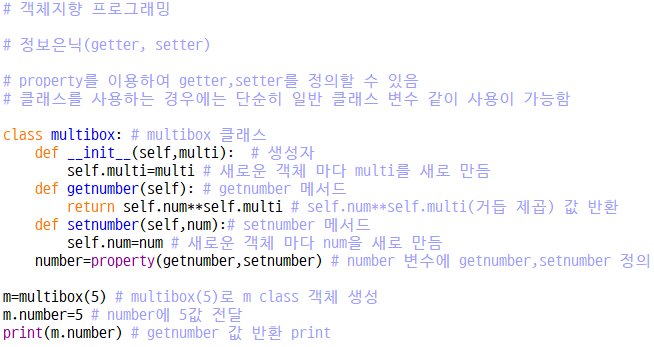 # 객체지향 프로그래밍
# 정보은닉(getter, setter)
# property를 이용하여 getter,setter를 정의할 수 있음
# 클래스를 사용하는 경우에는 단순히 일반 클래스 변수 같이 사용이 가능함
class multibox: # multibox 클래스
    def __init__(self,multi):  # 생성자
        self.multi=multi # 새로운 객체 마다 multi를 새로 만듬
    def getnumber(self): # getnumber 메서드
        return self.num**self.multi # self.num**self.multi(거듭 제곱) 값 반환
    def setnumber(self,num):# setnumber 메서드
        self.num=num # 새로운 객체 마다 num을 새로 만듬
    number=property(getnumber,setnumber) # number 변수에 getnumber,setnumber 정의
m=multibox(5) # multibox(5)로 m class 객체 생성
m.number=5 # number에 5값 전달
print(m.number) # getnumber 값 반환 print